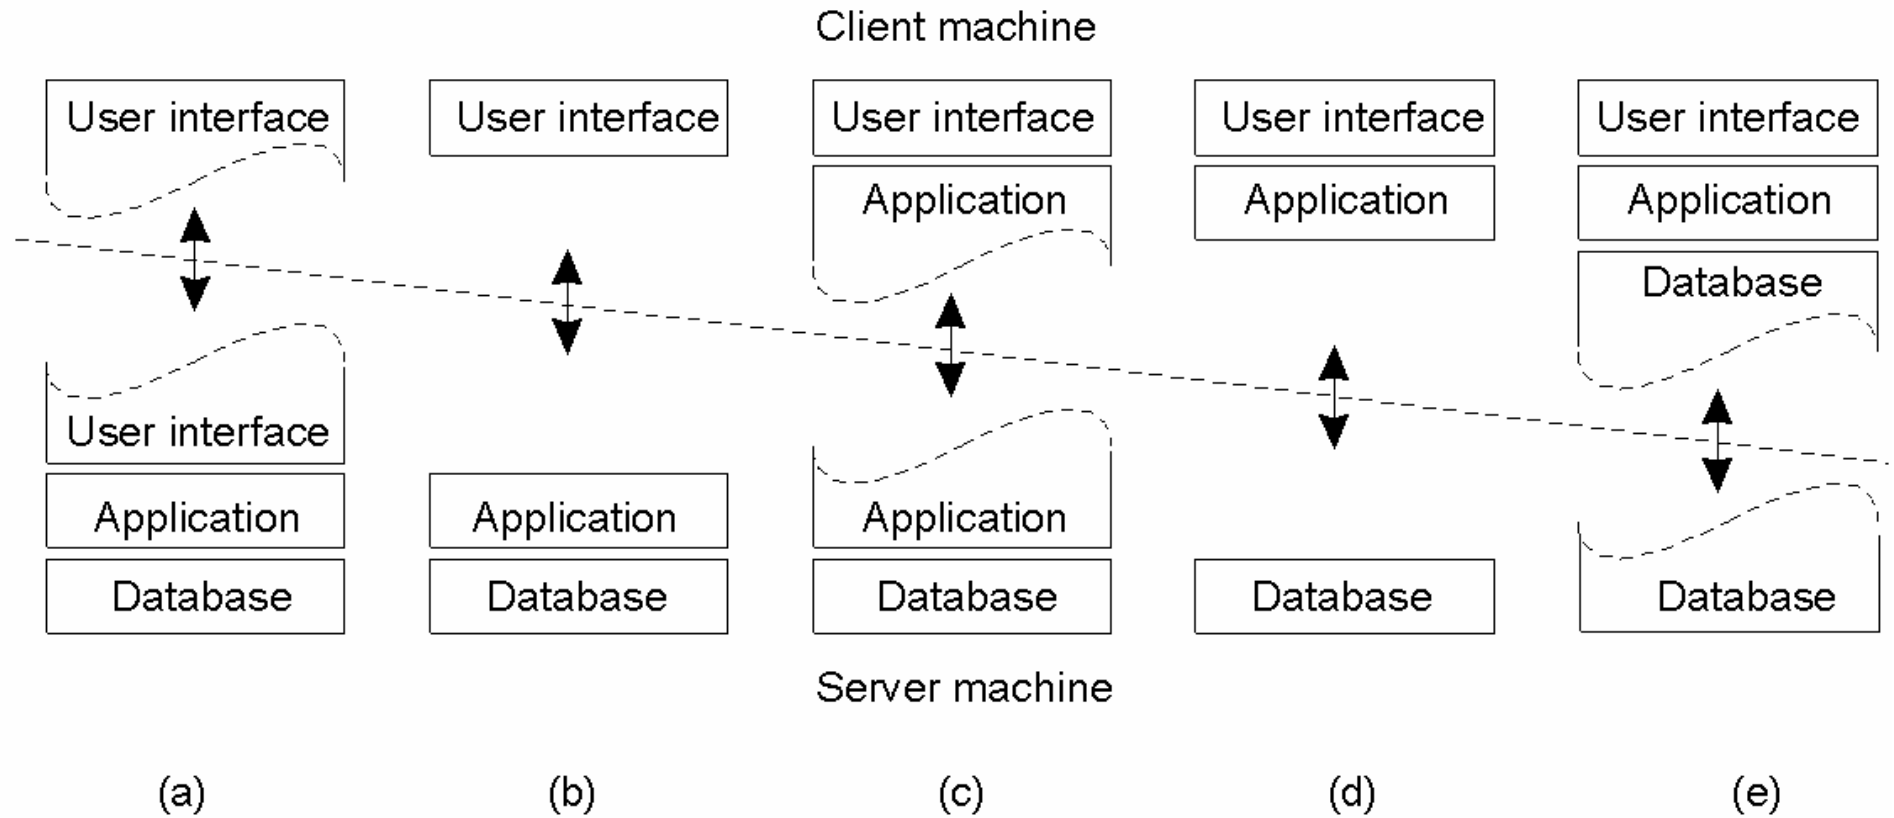 Client machine
User interface User interface User interface User interface User interface
Application Application Application
Database
User interface
Application Application Application
Database Database Database Database Database
Server machine
(a) (b) (c) (d) (e)